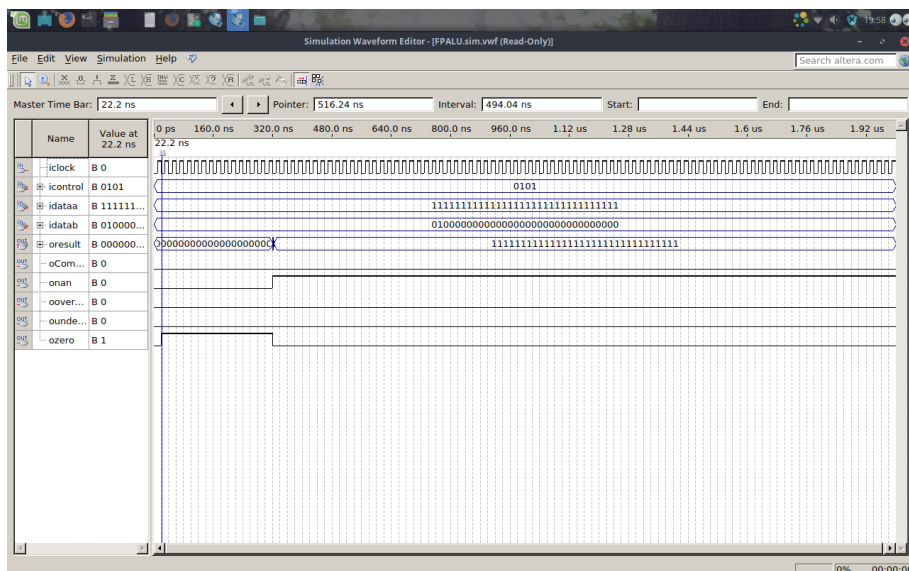 19:58
Simulation Waveform Editor - [FPALU.sim.vwf (Read-Only)]
File Edit View Simulation Help Search altera.com
Master Time Bar: 22.2 ns Pointer: 516.24 ns Interval: 494.04 ns Start: End:
Name Value at 22.2 ns 0 ps 160.0 ns 320.0 ns 480.0 ns 640.0 ns 800.0 ns 960.0 ns 1.12 us 1.28 us 1.44 us 1.6 us 1.76 us 1.92 us
22.2 ns
iclock B 0
icontrol B 0101 0101
idataa B 111111... 11111111111111111111111111111111
idatab B 010000... 01000000000000000000000000000000
oresult B 000000... 11111111111111111111111111111111
oCom... B 0
onan B 0
oover... B 0
ounde... B 0
ozero B 1
0% 00:00:0